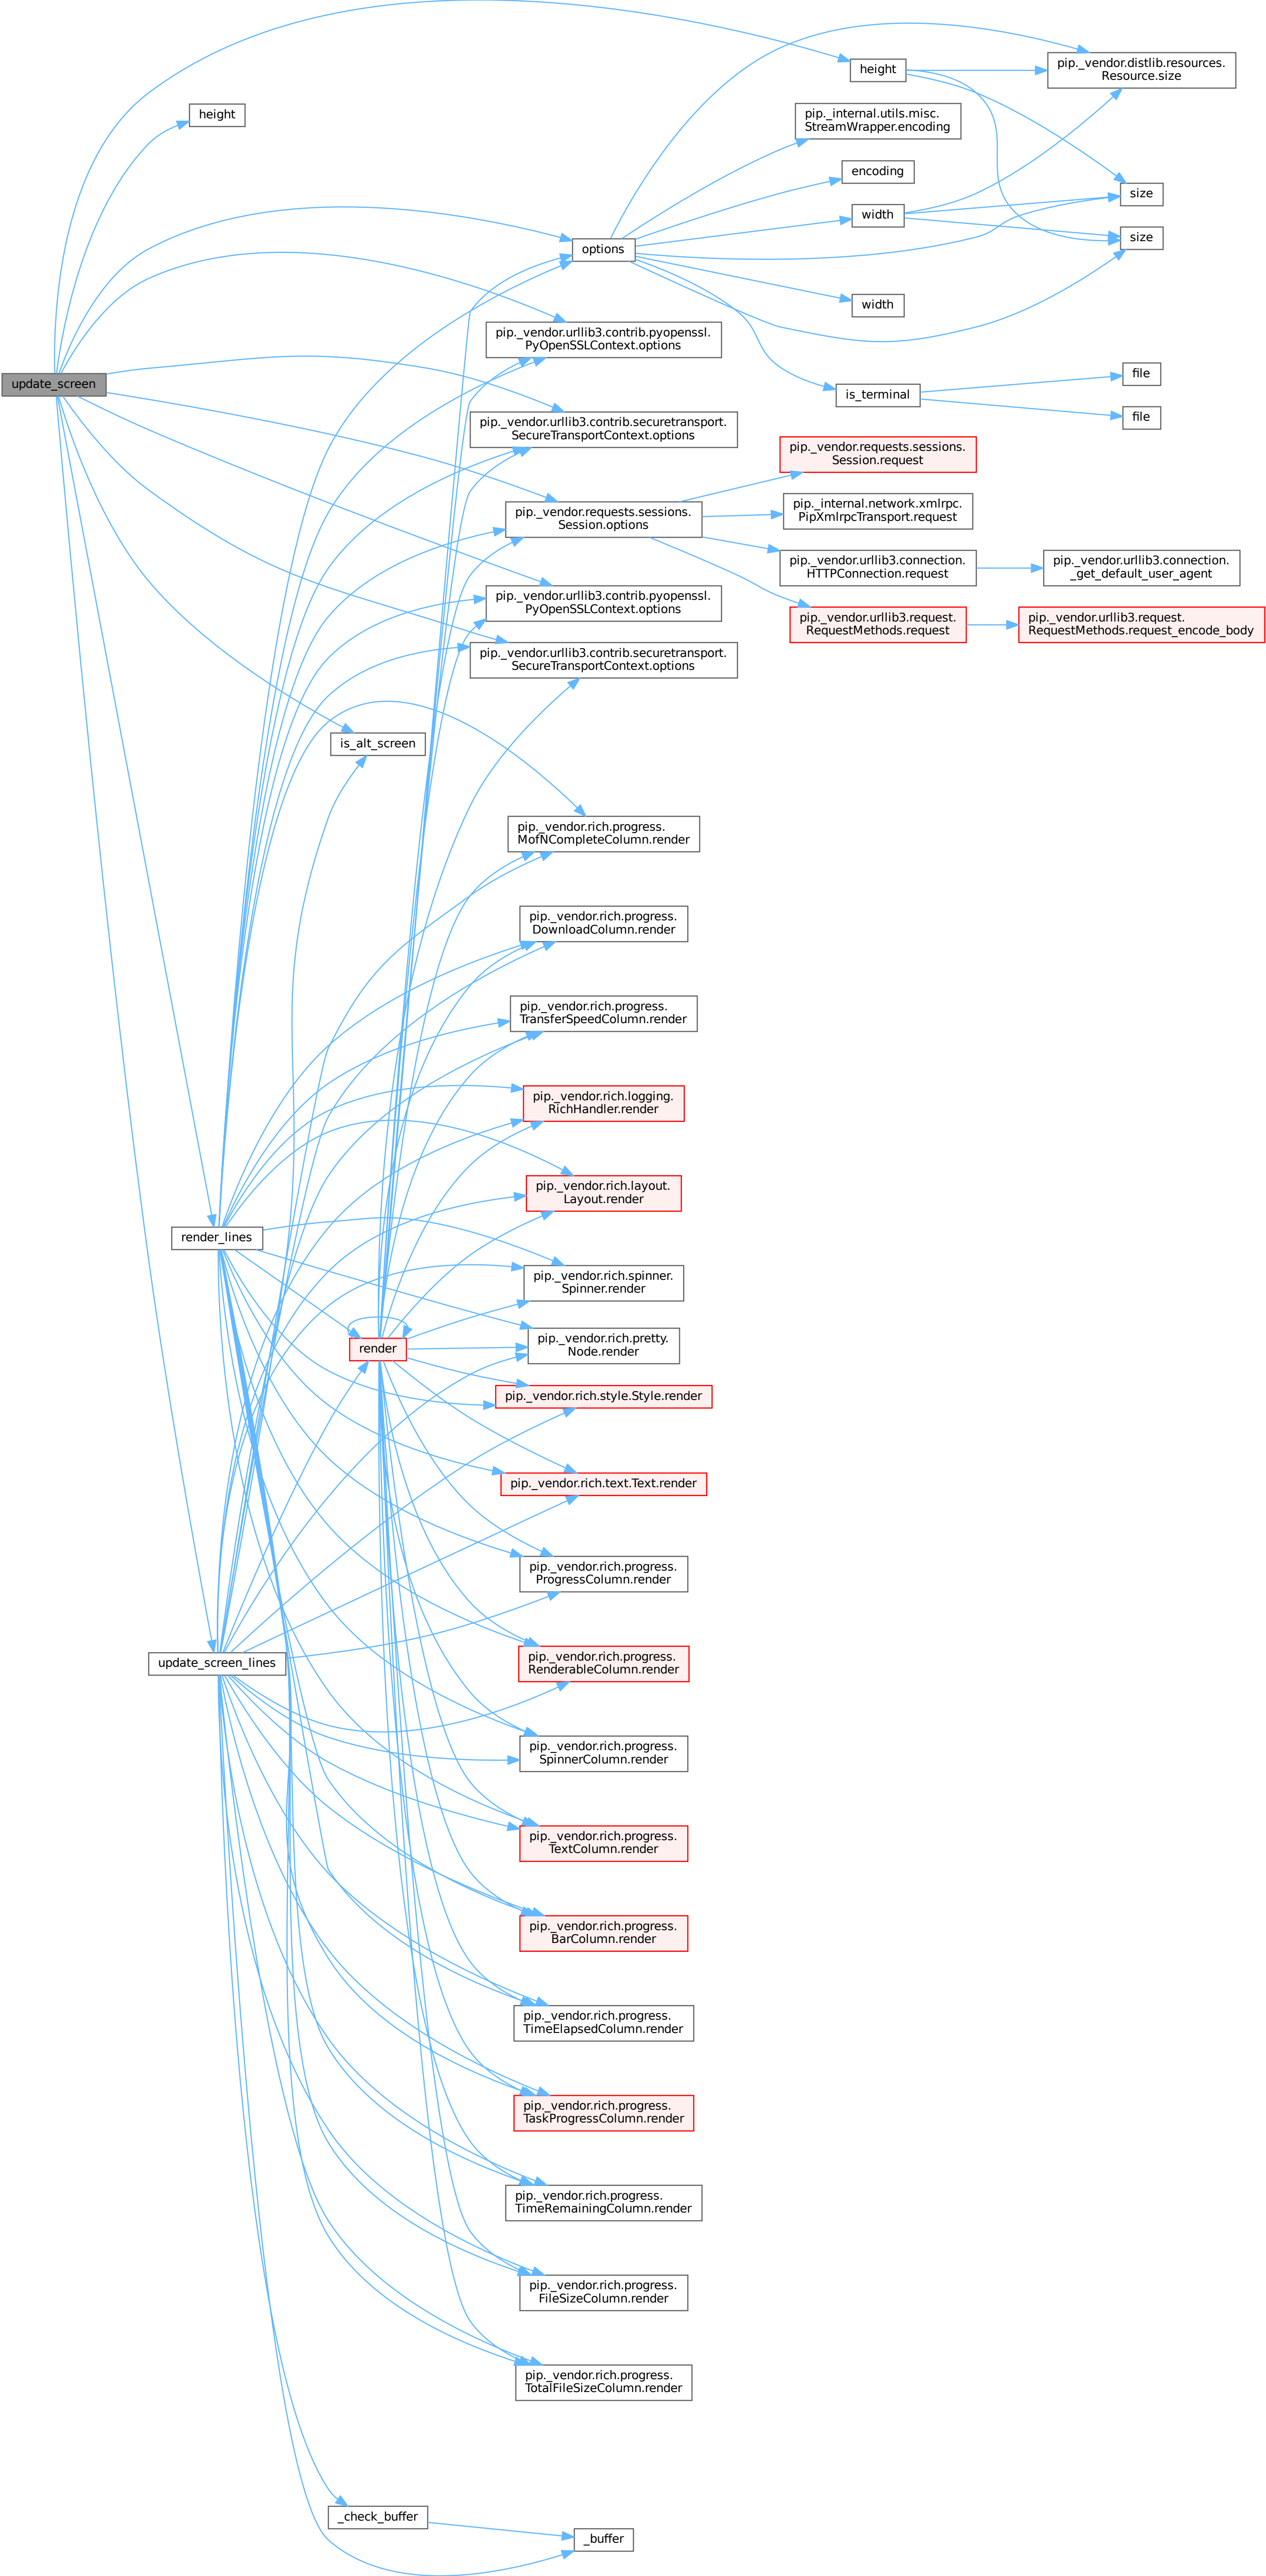 height
pip._vendor.distlib.resources.
Resource.size
height
pip._internal.utils.misc.
StreamWrapper.encoding
encoding
size
width
size
options
width
pip._vendor.urllib3.contrib.pyopenssl.
PyOpenSSLContext.options
file
update_screen
is_terminal
file
pip._vendor.urllib3.contrib.securetransport.
SecureTransportContext.options
pip._vendor.requests.sessions.
Session.request
pip._vendor.requests.sessions.
Session.options
pip._internal.network.xmlrpc.
PipXmlrpcTransport.request
pip._vendor.urllib3.connection.
HTTPConnection.request
pip._vendor.urllib3.connection.
_get_default_user_agent
pip._vendor.urllib3.contrib.pyopenssl.
PyOpenSSLContext.options
pip._vendor.urllib3.request.
RequestMethods.request
pip._vendor.urllib3.request.
RequestMethods.request_encode_body
pip._vendor.urllib3.contrib.securetransport.
SecureTransportContext.options
is_alt_screen
pip._vendor.rich.progress.
MofNCompleteColumn.render
pip._vendor.rich.progress.
DownloadColumn.render
pip._vendor.rich.progress.
TransferSpeedColumn.render
pip._vendor.rich.logging.
RichHandler.render
pip._vendor.rich.layout.
Layout.render
render_lines
pip._vendor.rich.spinner.
Spinner.render
pip._vendor.rich.pretty.
Node.render
render
pip._vendor.rich.style.Style.render
pip._vendor.rich.text.Text.render
pip._vendor.rich.progress.
ProgressColumn.render
update_screen_lines
pip._vendor.rich.progress.
RenderableColumn.render
pip._vendor.rich.progress.
SpinnerColumn.render
pip._vendor.rich.progress.
TextColumn.render
pip._vendor.rich.progress.
BarColumn.render
pip._vendor.rich.progress.
TimeElapsedColumn.render
pip._vendor.rich.progress.
TaskProgressColumn.render
pip._vendor.rich.progress.
TimeRemainingColumn.render
pip._vendor.rich.progress.
FileSizeColumn.render
pip._vendor.rich.progress.
TotalFileSizeColumn.render
_check_buffer
_buffer